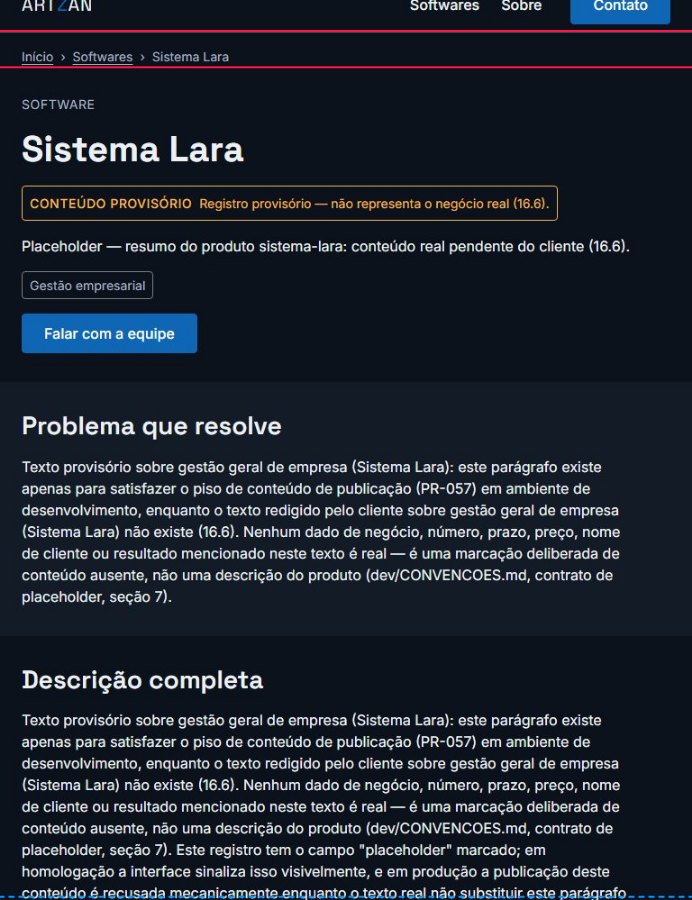 ARTZAN
Softwares Sobre Contato
Início › Softwares › Sistema Lara
SOFTWARE
Sistema Lara
CONTEÚDO PROVISÓRIO Registro provisório — não representa o negócio real (16.6).
Placeholder — resumo do produto sistema-lara: conteúdo real pendente do cliente (16.6).
Gestão empresarial
Falar com a equipe
Problema que resolve
Texto provisório sobre gestão geral de empresa (Sistema Lara): este parágrafo existe
apenas para satisfazer o piso de conteúdo de publicação (PR-057) em ambiente de
desenvolvimento, enquanto o texto redigido pelo cliente sobre gestão geral de empresa
(Sistema Lara) não existe (16.6). Nenhum dado de negócio, número, prazo, preço, nome
de cliente ou resultado mencionado neste texto é real — é uma marcação deliberada de
conteúdo ausente, não uma descrição do produto (dev/CONVENCOES.md, contrato de
placeholder, seção 7).
Descrição completa
Texto provisório sobre gestão geral de empresa (Sistema Lara): este parágrafo existe
apenas para satisfazer o piso de conteúdo de publicação (PR-057) em ambiente de
desenvolvimento, enquanto o texto redigido pelo cliente sobre gestão geral de empresa
(Sistema Lara) não existe (16.6). Nenhum dado de negócio, número, prazo, preço, nome
de cliente ou resultado mencionado neste texto é real — é uma marcação deliberada de
conteúdo ausente, não uma descrição do produto (dev/CONVENCOES.md, contrato de
placeholder, seção 7). Este registro tem o campo "placeholder" marcado; em
homologação a interface sinaliza isso visivelmente, e em produção a publicação deste
conteúdo é recusada mecanicamente enquanto o texto real não substituir este parágrafo